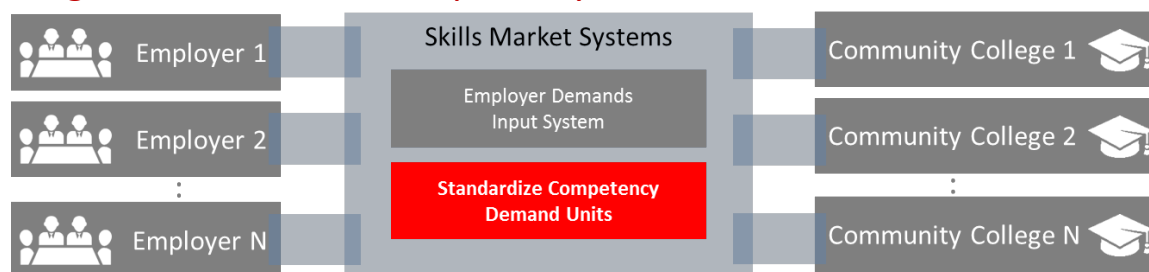 Employer 1
Employer 2
:
Employer N
Skills Market Systems
Employer Demands
Input System
Standardize Competency
Demand Units
Community College 1
Community College 2
:
Community College N